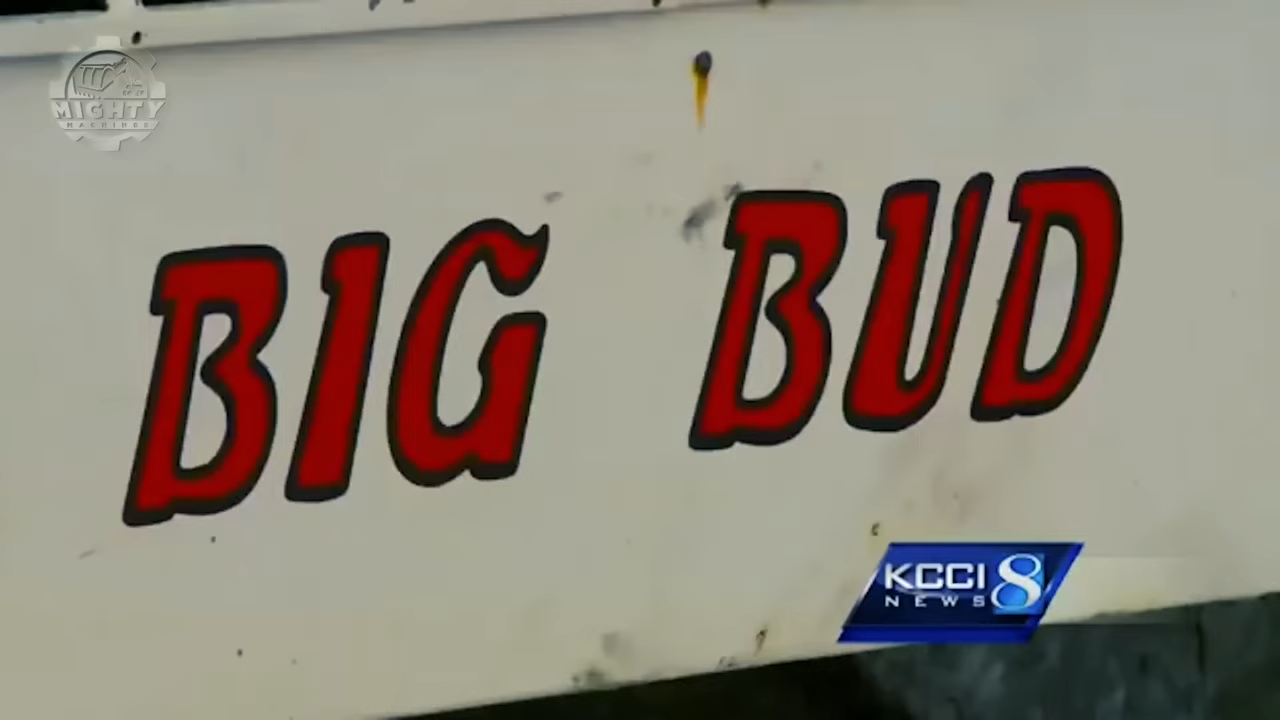 MIGHTY
MACHINES
BIG BUD
KCCI 8
NEWS